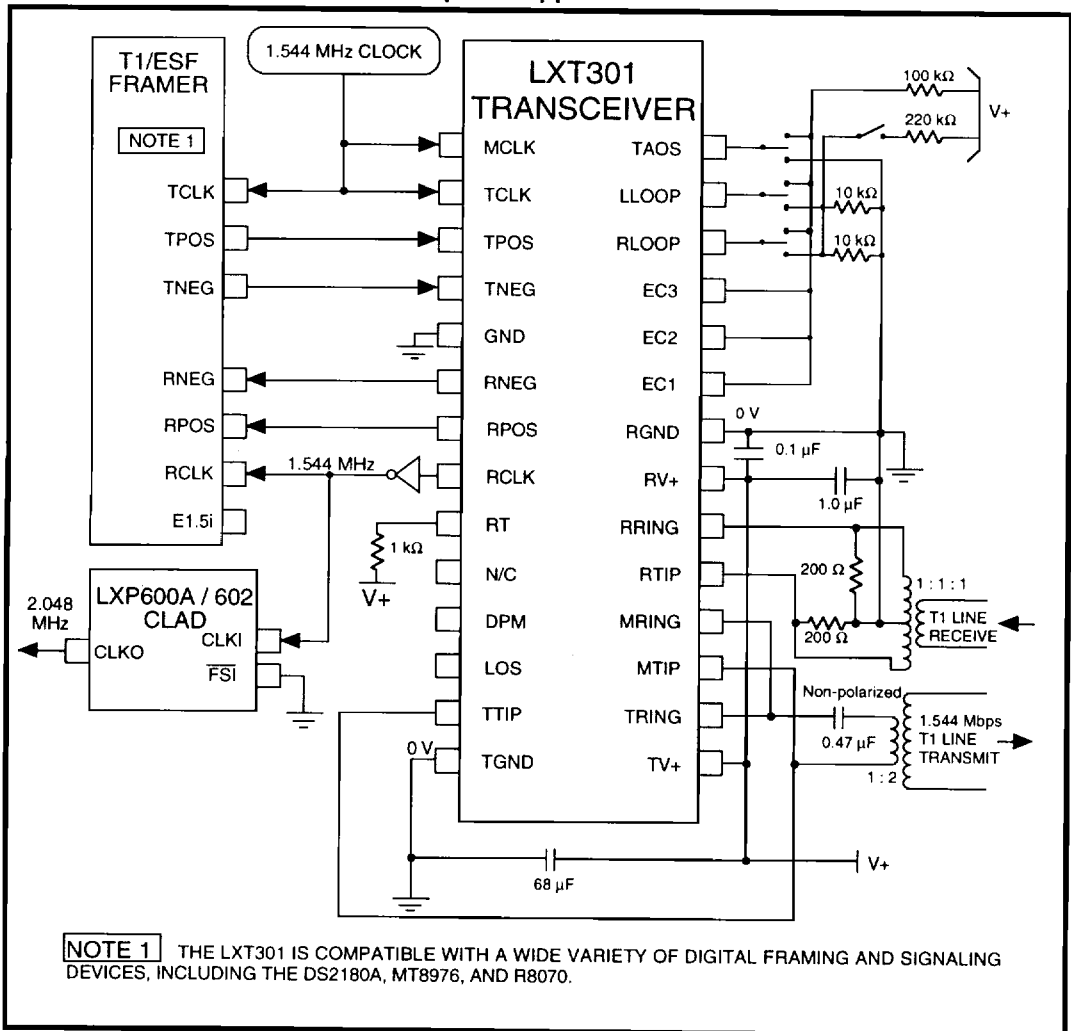 1.544 MHz CLOCK
T1/ESF
FRAMER
NOTE 1
TCLK
TPOS
TNEG
RNEG
RPOS
RCLK
E1.5i
1.544 MHz
LXT301
TRANSCEIVER
MCLK
TCLK
TPOS
TNEG
GND
RNEG
RPOS
RCLK
RT
N/C
DPM
LOS
TTIP
TGND
TAOS
LLOOP
RLOOP
EC3
EC2
EC1
RGND
RV+
RRING
RTIP
MRING
MTIP
TRING
TV+
100 kΩ
220 kΩ
V+
10 kΩ
10 kΩ
0 V
0.1 µF
1.0 µF
200 Ω
200 Ω
1 : 1 : 1
T1 LINE
RECEIVE
Non-polarized
0.47 µF
1.544 Mbps
T1 LINE
TRANSMIT
1 : 2
1 kΩ
V+
LXP600A / 602
CLAD
2.048
MHz
CLKO
CLKI
FSI
0 V
68 µF
V+
NOTE 1 THE LXT301 IS COMPATIBLE WITH A WIDE VARIETY OF DIGITAL FRAMING AND SIGNALING
DEVICES, INCLUDING THE DS2180A, MT8976, AND R8070.